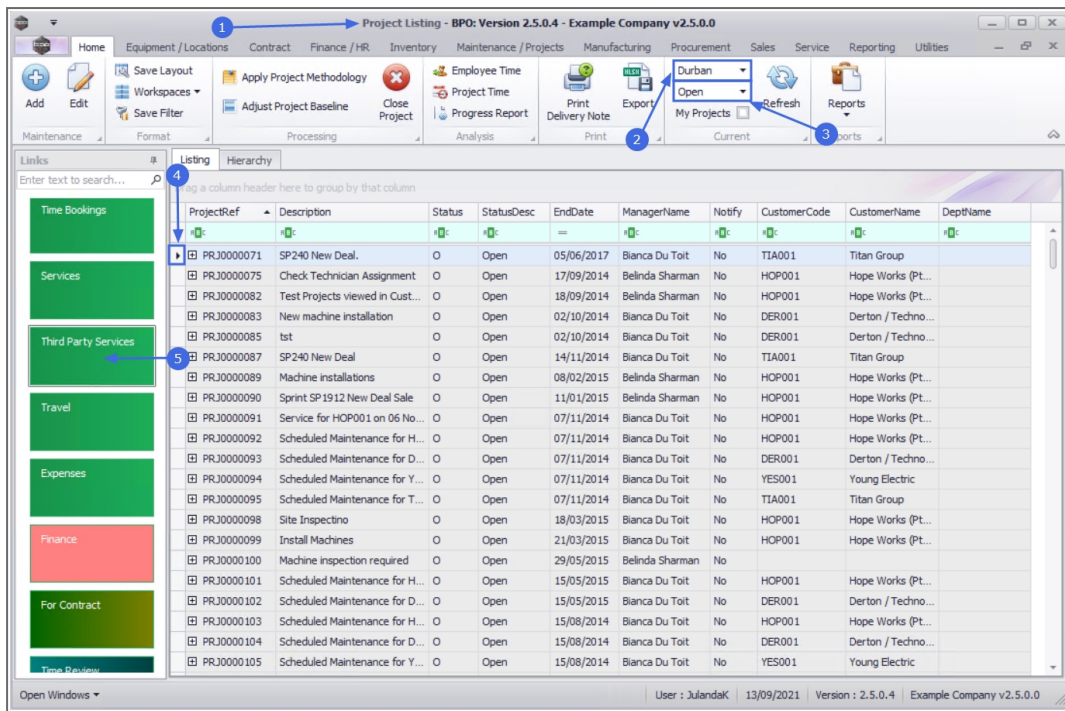 1
Project Listing - BPO: Version 2.5.0.4 - Example Company v2.5.0.0
Home Equipment / Locations Contract Finance / HR Inventory Maintenance / Projects Manufacturing Procurement Sales Service Reporting Utilities
Add
Edit
Save Layout
Workspaces
Save Filter
Apply Project Methodology
Adjust Project Baseline
Close Project
Employee Time
Project Time
Progress Report
Print Delivery Note
Export
Durban
Open
My Projects
Refresh
Reports
2
3
Maintenance Format Processing Analysis Print Current
Links
Enter text to search...
Listing Hierarchy
4
Drag a column header here to group by that column
ProjectRef Description Status StatusDesc EndDate ManagerName Notify CustomerCode CustomerName DeptName
PRJ0000071 SP240 New Deal. O Open 05/06/2017 Bianca Du Toit No TIA001 Titan Group
PRJ0000075 Check Technician Assignment O Open 17/09/2014 Belinda Sharman No HOP001 Hope Works (Pt...
PRJ0000082 Test Projects viewed in Cust... O Open 18/09/2014 Belinda Sharman No HOP001 Hope Works (Pt...
PRJ0000083 New machine installation O Open 02/10/2014 Bianca Du Toit No DER001 Derton / Techno...
PRJ0000085 tst O Open 02/10/2014 Bianca Du Toit No DER001 Derton / Techno...
PRJ0000087 SP240 New Deal O Open 14/11/2014 Bianca Du Toit No TIA001 Titan Group
PRJ0000089 Machine installations O Open 08/02/2015 Belinda Sharman No HOP001 Hope Works (Pt...
PRJ0000090 Sprint SP1912 New Deal Sale O Open 11/01/2015 Belinda Sharman No HOP001 Hope Works (Pt...
PRJ0000091 Service for HOP001 on 06 No... O Open 07/11/2014 Bianca Du Toit No HOP001 Hope Works (Pt...
PRJ0000092 Scheduled Maintenance for H... O Open 07/11/2014 Bianca Du Toit No HOP001 Hope Works (Pt...
PRJ0000093 Scheduled Maintenance for D... O Open 07/11/2014 Bianca Du Toit No DER001 Derton / Techno...
PRJ0000094 Scheduled Maintenance for Y... O Open 07/11/2014 Bianca Du Toit No YES001 Young Electric
PRJ0000095 Scheduled Maintenance for T... O Open 07/11/2014 Bianca Du Toit No TIA001 Titan Group
PRJ0000098 Site Inspectino O Open 18/03/2015 Bianca Du Toit No HOP001 Hope Works (Pt...
PRJ0000099 Install Machines O Open 21/03/2015 Bianca Du Toit No HOP001 Hope Works (Pt...
PRJ0000100 Machine inspection required O Open 29/05/2015 Belinda Sharman No
PRJ0000101 Scheduled Maintenance for H... O Open 15/05/2015 Bianca Du Toit No HOP001 Hope Works (Pt...
PRJ0000102 Scheduled Maintenance for D... O Open 15/05/2015 Bianca Du Toit No DER001 Derton / Techno...
PRJ0000103 Scheduled Maintenance for H... O Open 15/08/2014 Bianca Du Toit No HOP001 Hope Works (Pt...
PRJ0000104 Scheduled Maintenance for D... O Open 15/08/2014 Bianca Du Toit No DER001 Derton / Techno...
PRJ0000105 Scheduled Maintenance for Y... O Open 15/08/2014 Bianca Du Toit No YES001 Young Electric
Time Bookings
Services
Third Party Services
5
Travel
Expenses
Finance
For Contract
Time Review
Open Windows
User : JulandaK 13/09/2021 Version : 2.5.0.4 Example Company v2.5.0.0